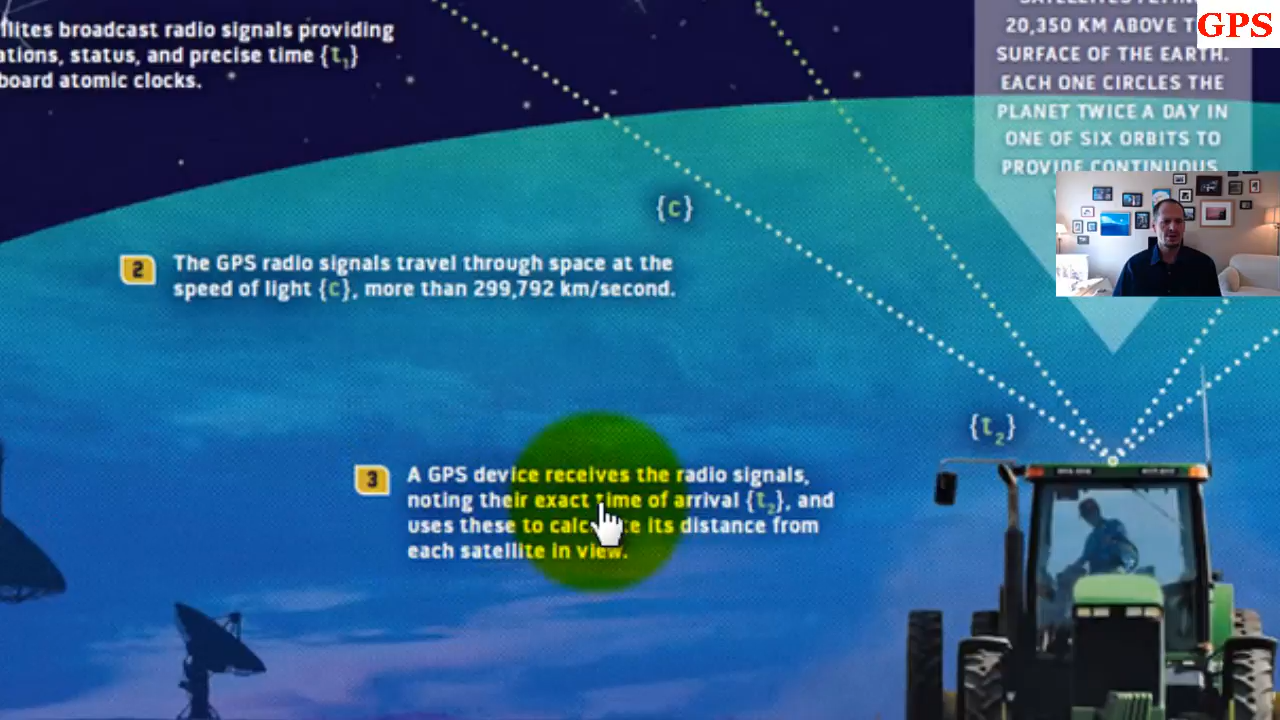 llites broadcast radio signals providing
ations, status, and precise time {t₁}
board atomic clocks.
20,350 KM ABOVE T
SURFACE OF THE EARTH.
EACH ONE CIRCLES THE
PLANET TWICE A DAY IN
ONE OF SIX ORBITS TO
PROVIDE CONTINUOUS
GPS
{c}
2
The GPS radio signals travel through space at the
speed of light {c}, more than 299,792 km/second.
{t₂}
3
A GPS device receives the radio signals,
noting their exact time of arrival {t₂}, and
uses these to calc te its distance from
each satellite in view.